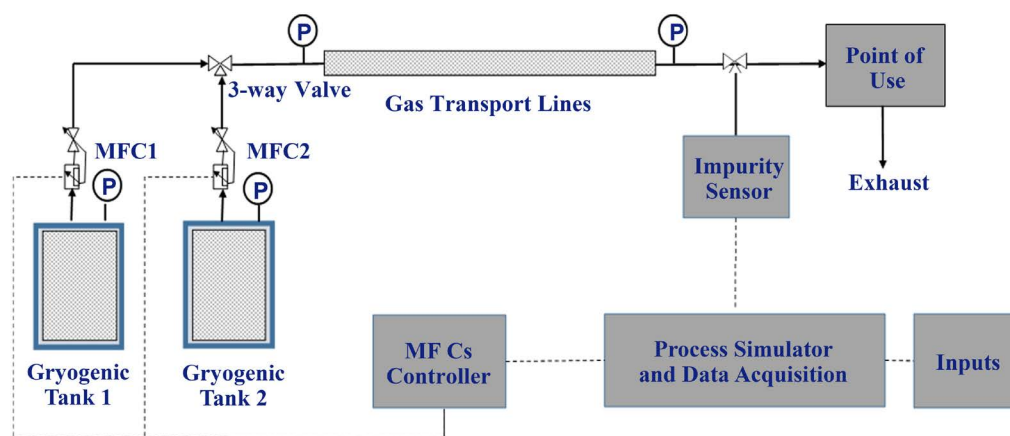 P
P
3-way Valve
Gas Transport Lines
Point of
Use
MFC1
MFC2
P
P
Impurity
Sensor
Exhaust
Gryogenic
Tank 1
Gryogenic
Tank 2
MF Cs
Controller
Process Simulator
and Data Acquisition
Inputs